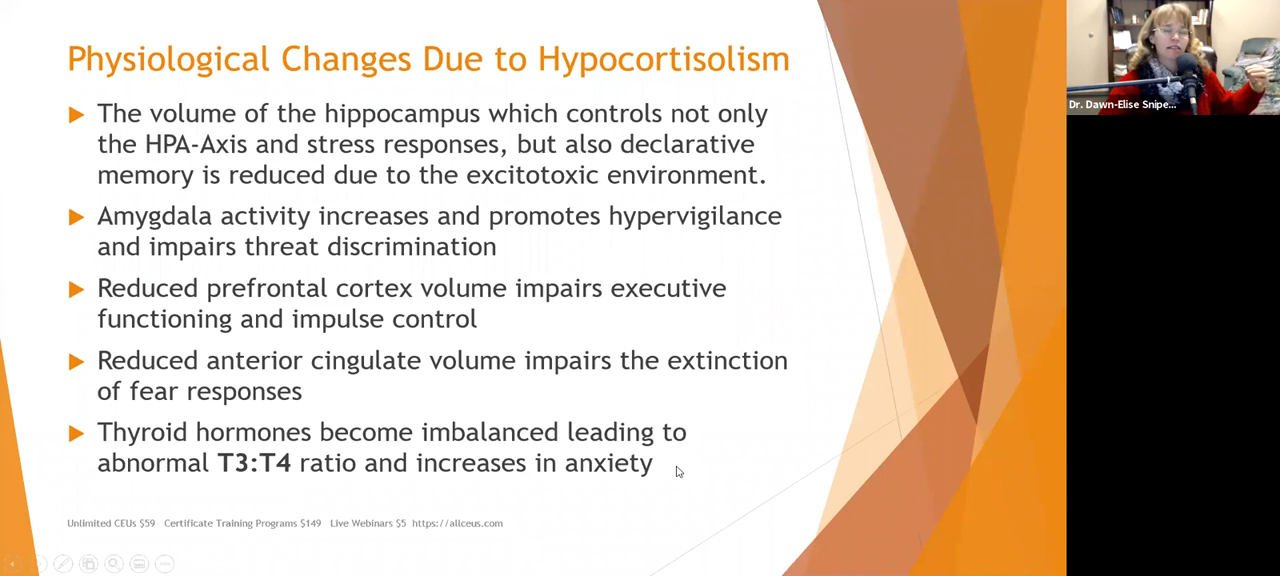 Physiological Changes Due to Hypocortisolism
The volume of the hippocampus which controls not only
the HPA-Axis and stress responses, but also declarative
memory is reduced due to the excitotoxic environment.
Amygdala activity increases and promotes hypervigilance
and impairs threat discrimination
Reduced prefrontal cortex volume impairs executive
functioning and impulse control
Reduced anterior cingulate volume impairs the extinction
of fear responses
Thyroid hormones become imbalanced leading to
abnormal T3:T4 ratio and increases in anxiety
Unlimited CEUs $59 Certificate Training Programs $149 Live Webinars $5 https://allceus.com
Dr. Dawn-Elise Snipe...